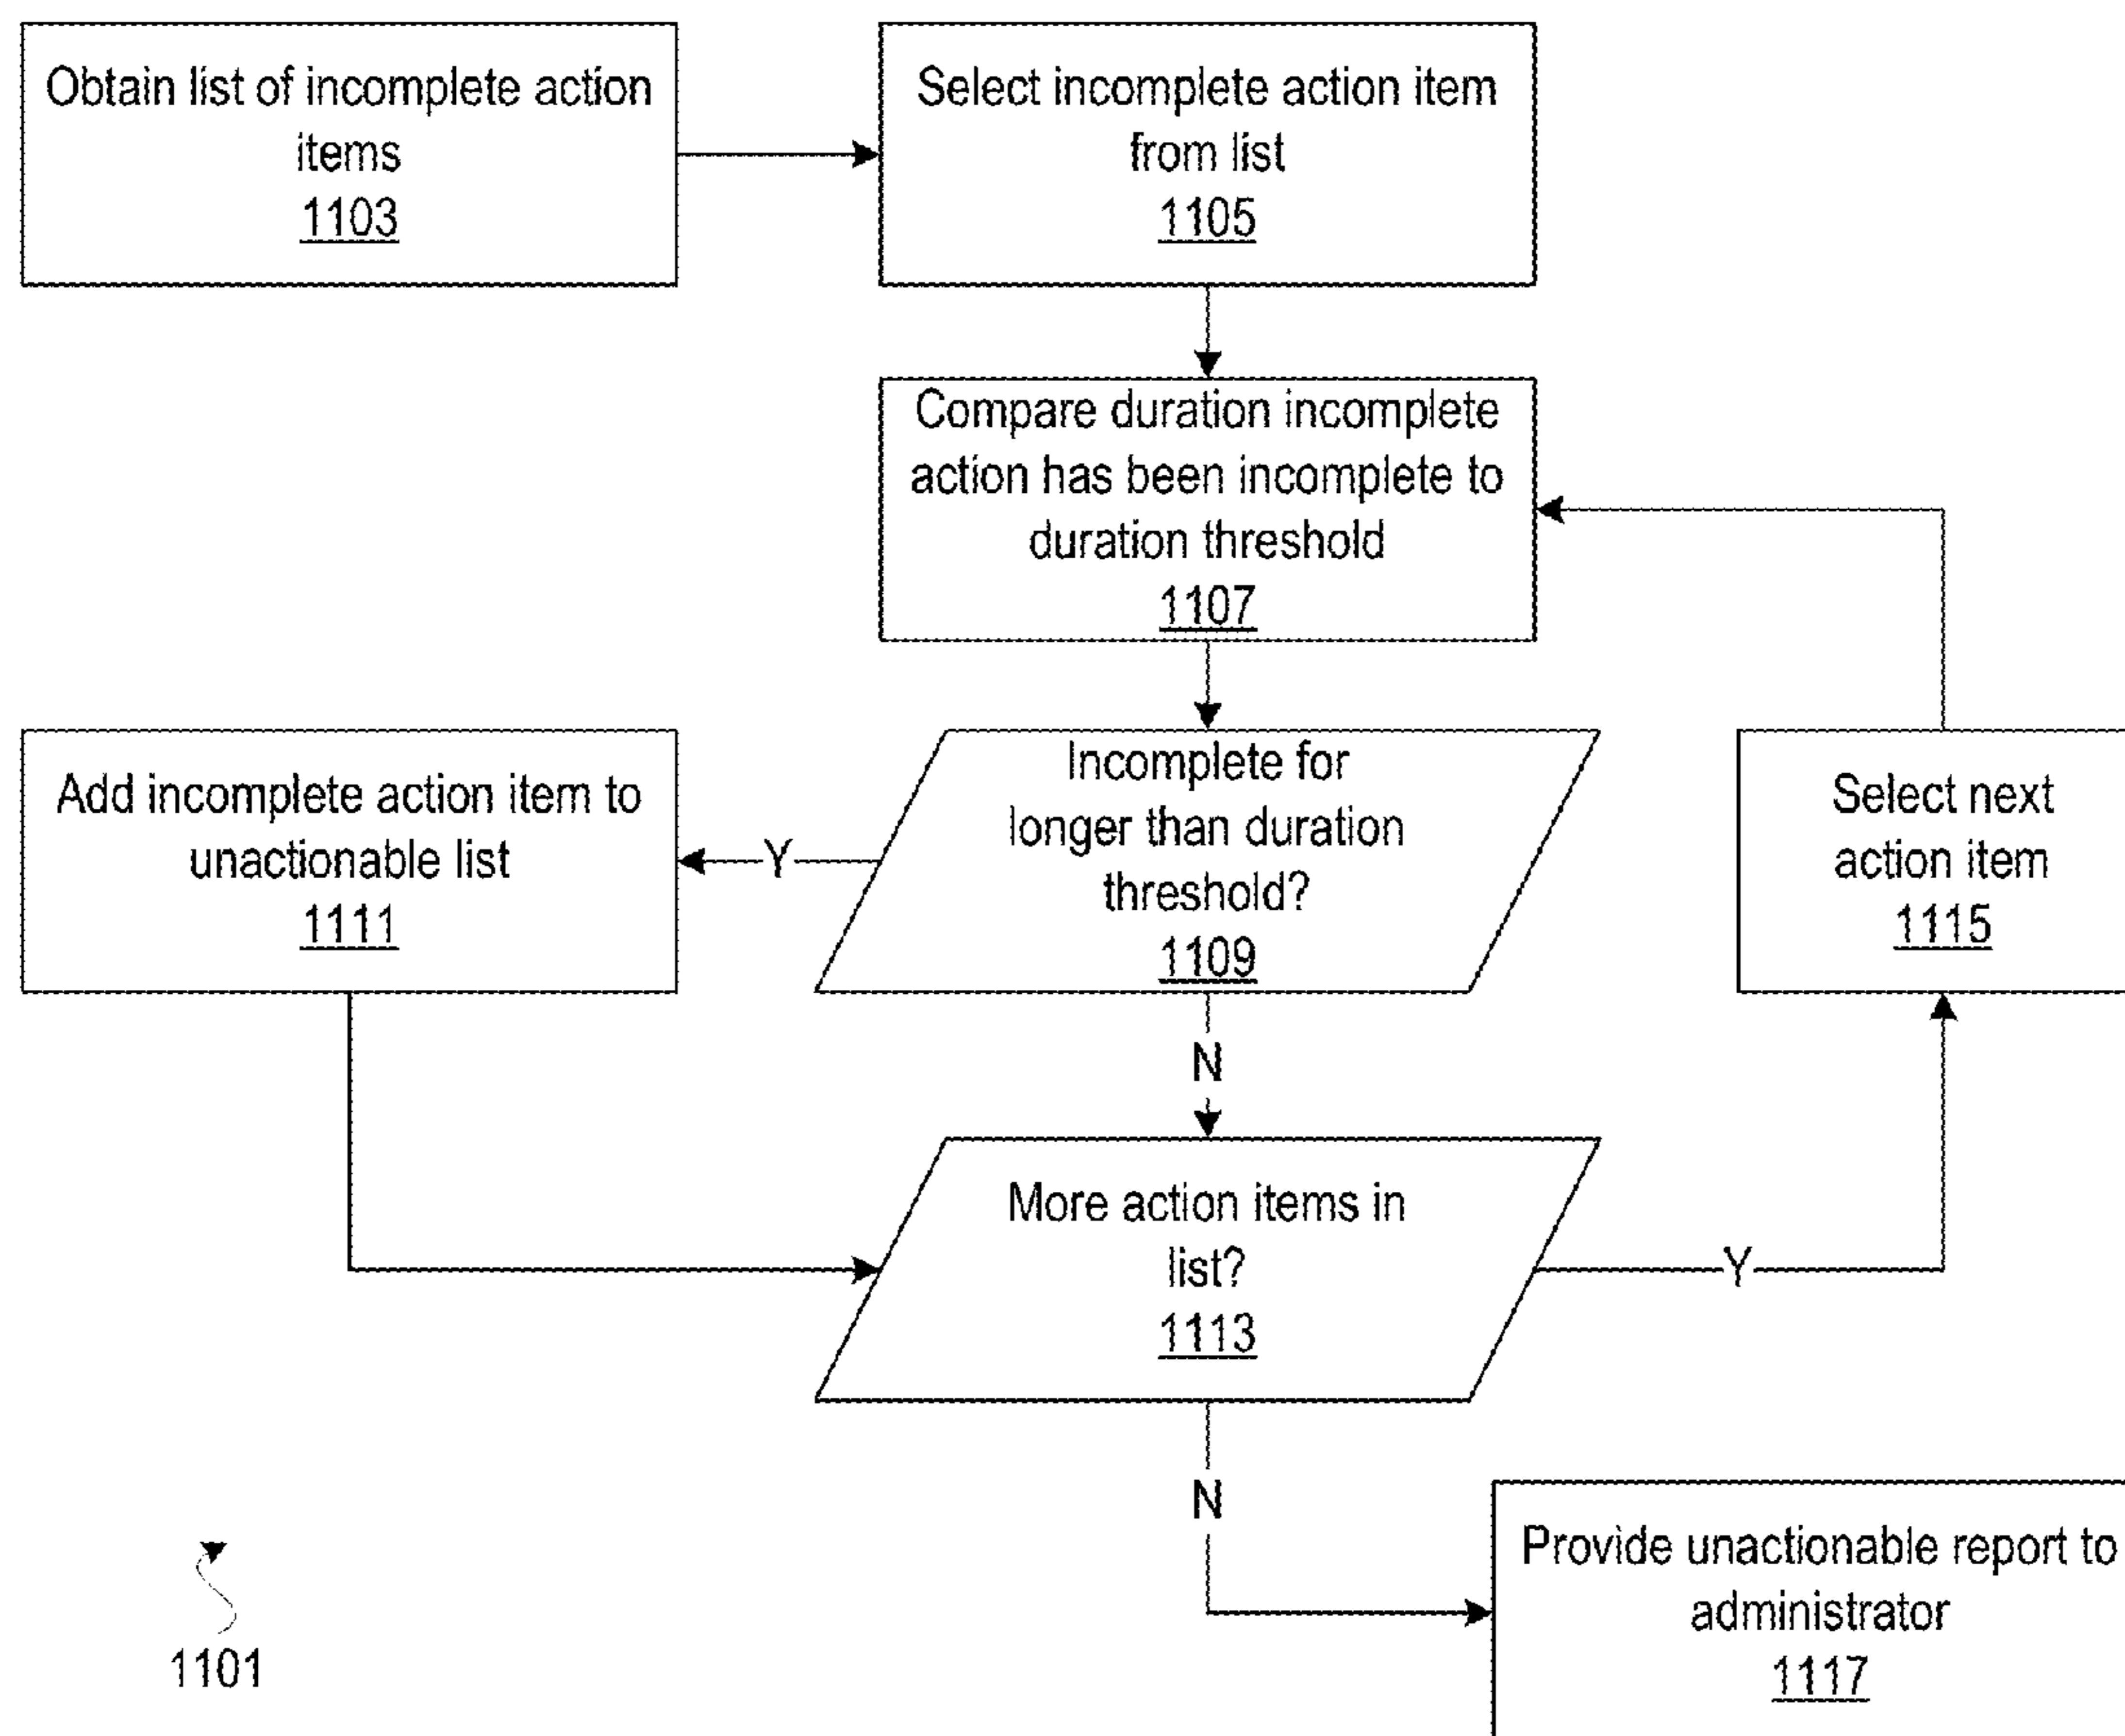 Obtain list of incomplete action
items
1103
Select incomplete action item
from list
1105
Compare duration incomplete
action has been incomplete to
duration threshold
1107
Incomplete for
longer than duration
threshold?
1109
Y
Add incomplete action item to
unactionable list
1111
N
More action items in
list?
1113
Y
Select next
action item
1115
N
Provide unactionable report to
administrator
1117
1101